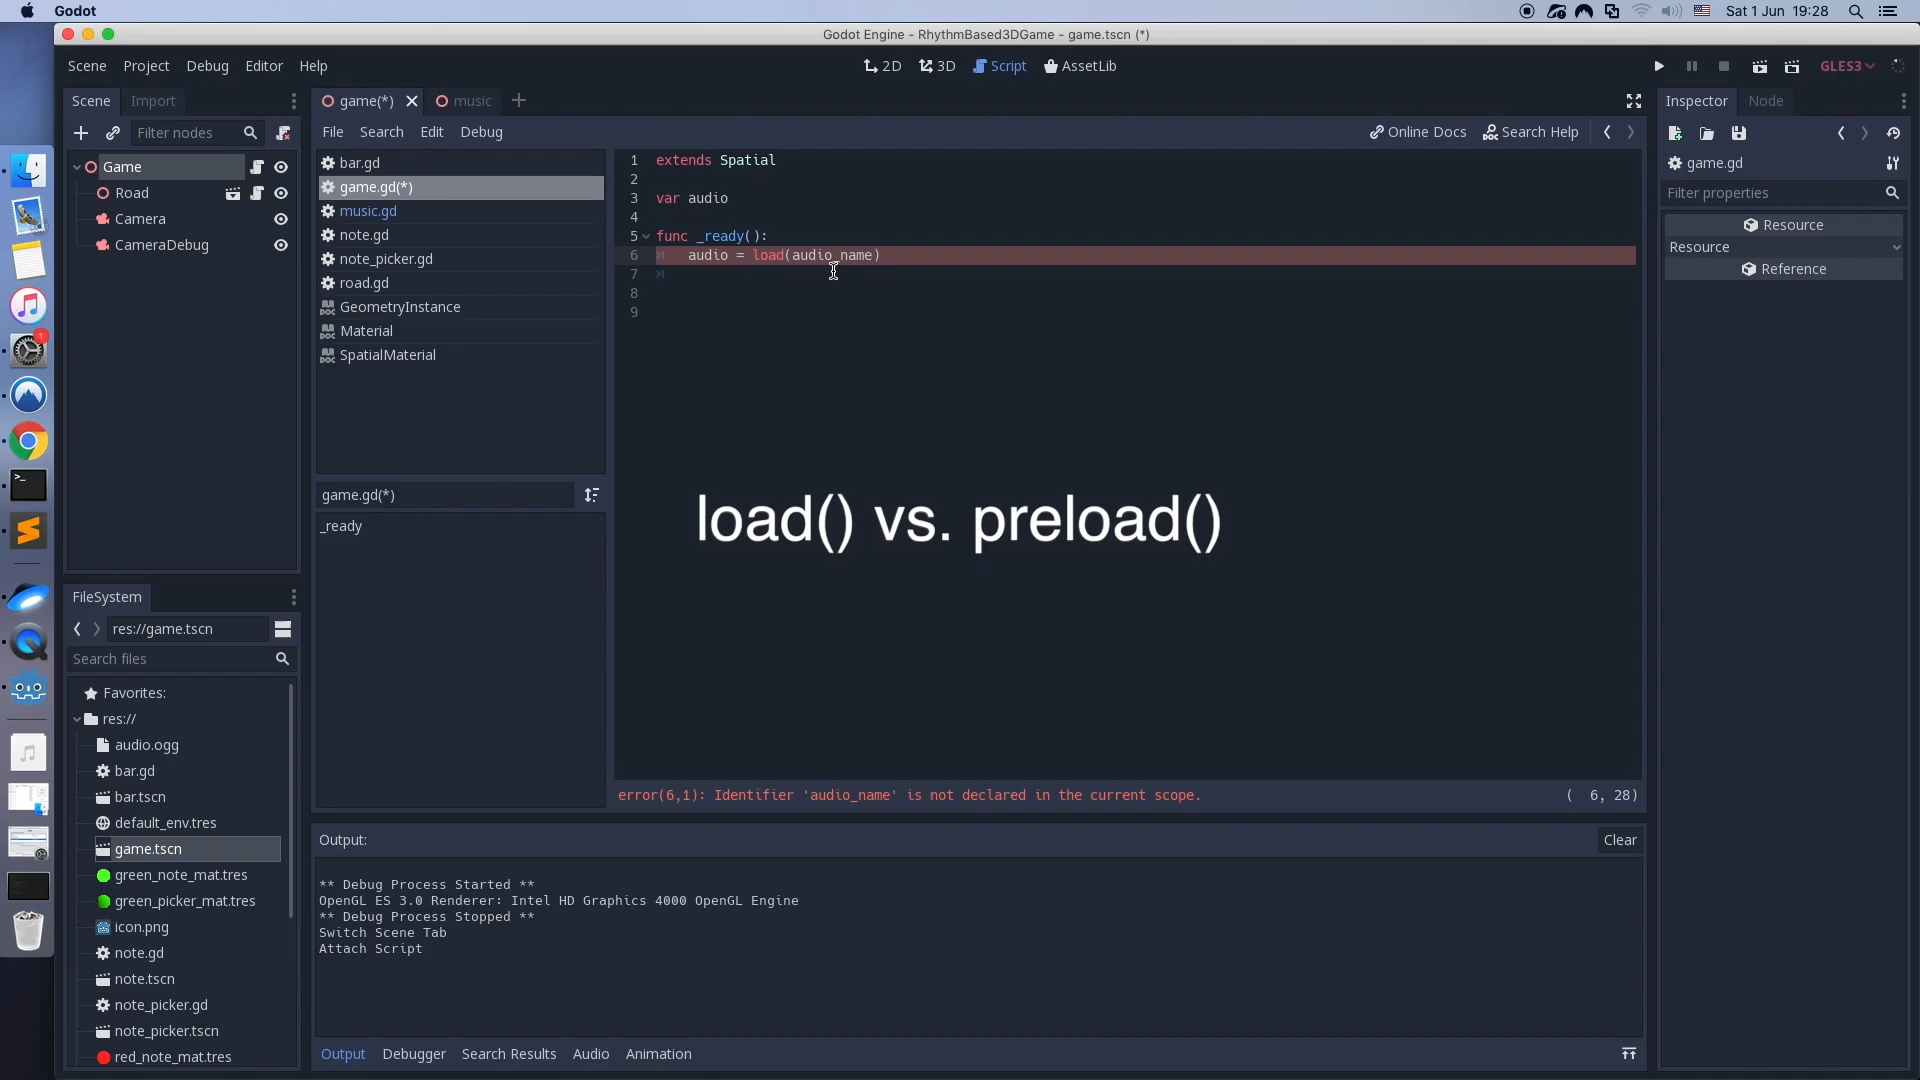 Godot
Sat 1 Jun 19:28
Godot Engine - RhythmBased3DGame - game.tscn (*)
Scene Project Debug Editor Help
2D 3D Script AssetLib
GLES3
Scene Import
game(*) music
Inspector Node
Filter nodes
File Search Edit Debug
Online Docs Search Help
Game
Road
Camera
CameraDebug
bar.gd
game.gd(*)
music.gd
note.gd
note_picker.gd
road.gd
GeometryInstance
Material
SpatialMaterial
game.gd(*)
_ready
1 extends Spatial
2
3 var audio
4
5 func _ready():
6 audio = load(audio_name)
7
8
9
load() vs. preload()
error(6,1): Identifier 'audio_name' is not declared in the current scope.
( 6, 28)
game.gd
Filter properties
Resource
Resource
Reference
FileSystem
res://game.tscn
Search files
Favorites:
res://
audio.ogg
bar.gd
bar.tscn
default_env.tres
game.tscn
green_note_mat.tres
green_picker_mat.tres
icon.png
note.gd
note.tscn
note_picker.gd
note_picker.tscn
red_note_mat.tres
Output:
Clear
** Debug Process Started **
OpenGL ES 3.0 Renderer: Intel HD Graphics 4000 OpenGL Engine
** Debug Process Stopped **
Switch Scene Tab
Attach Script
Output Debugger Search Results Audio Animation